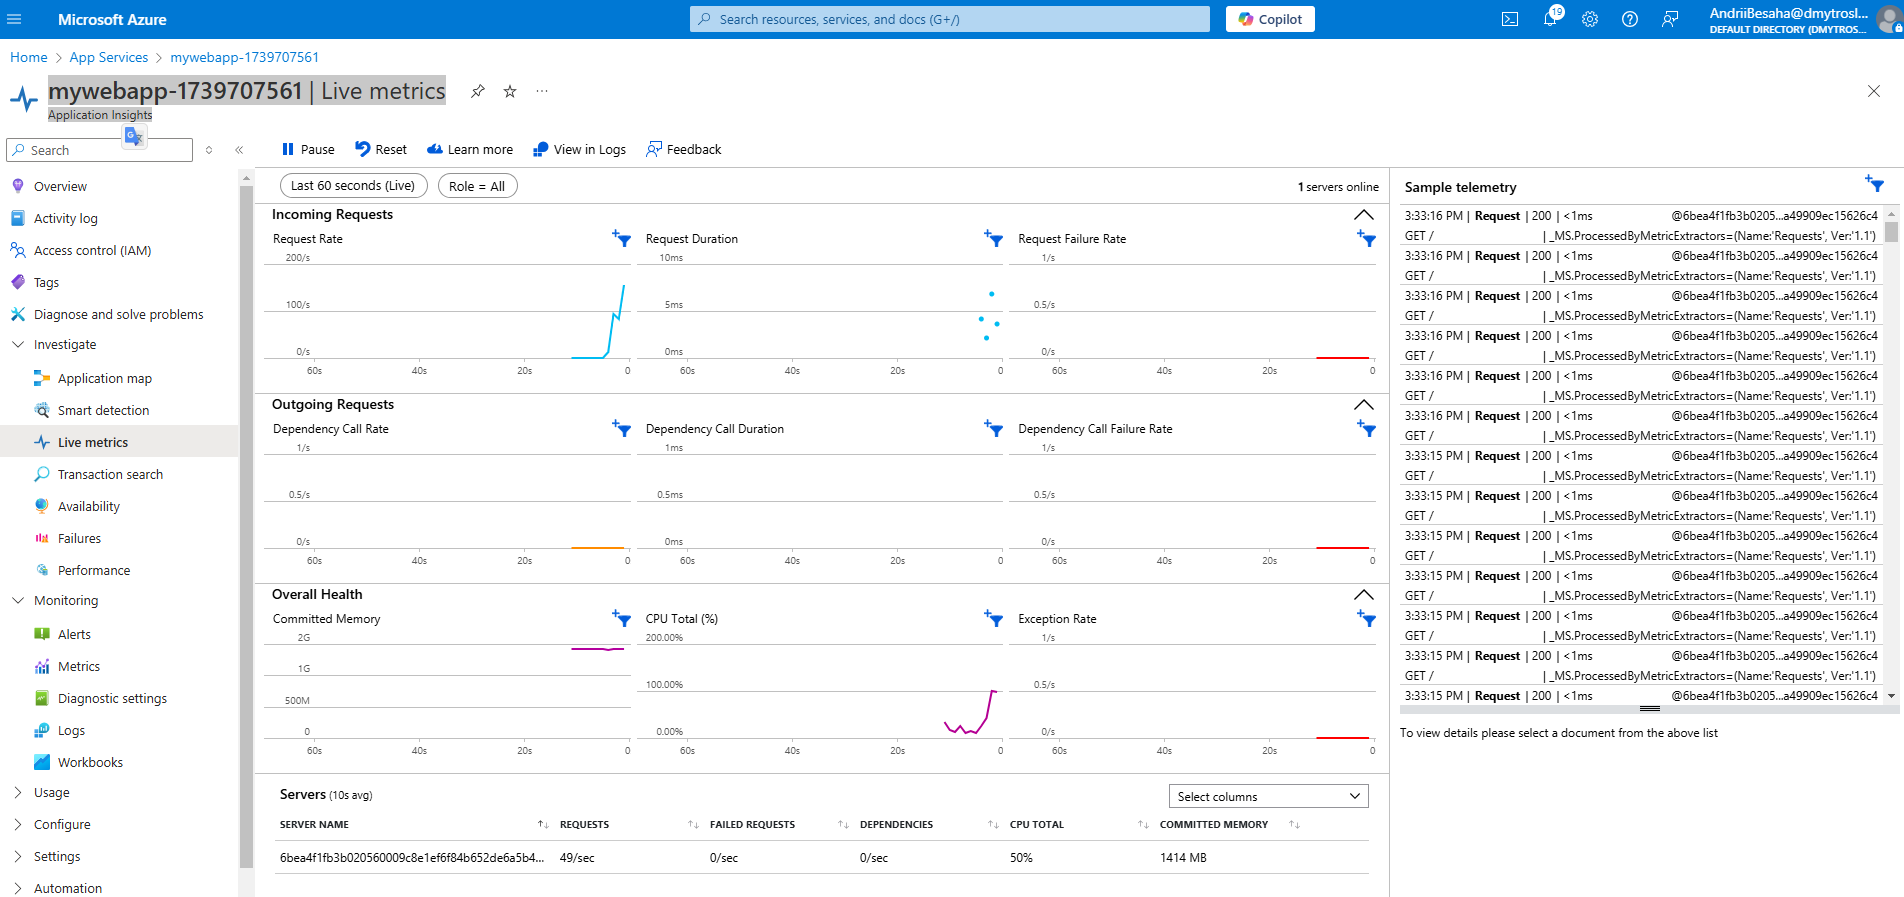 Microsoft Azure
Search resources, services, and docs (G+/)
Copilot
19
AndriiBesaha@dmytrosl...
DEFAULT DIRECTORY (DMYTROS...
Home > App Services > mywebapp-1739707561
mywebapp-1739707561 | Live metrics
...
Application Insights
Search
Overview
Activity log
Access control (IAM)
Tags
Diagnose and solve problems
Investigate
Application map
Smart detection
Live metrics
Transaction search
Availability
Failures
Performance
Monitoring
Alerts
Metrics
Diagnostic settings
Logs
Workbooks
Usage
Configure
Settings
Automation
Pause Reset Learn more View in Logs Feedback
Last 60 seconds (Live) Role = All 1 servers online
Incoming Requests
Request Rate
200/s
100/s
0/s
60s 40s 20s 0
Request Duration
10ms
5ms
0ms
60s 40s 20s 0
Request Failure Rate
1/s
0.5/s
0/s
60s 40s 20s 0
Outgoing Requests
Dependency Call Rate
1/s
0.5/s
0/s
60s 40s 20s 0
Dependency Call Duration
1ms
0.5ms
0ms
60s 40s 20s 0
Dependency Call Failure Rate
1/s
0.5/s
0/s
60s 40s 20s 0
Overall Health
Committed Memory
2G
1G
500M
0
60s 40s 20s 0
CPU Total (%)
200.00%
100.00%
0.00%
60s 40s 20s 0
Exception Rate
1/s
0.5/s
0/s
60s 40s 20s 0
Servers (10s avg)
Select columns
SERVER NAME REQUESTS FAILED REQUESTS DEPENDENCIES CPU TOTAL COMMITTED MEMORY
6bea4f1fb3b020560009c8e1ef6f84b652de6a5b4... 49/sec 0/sec 0/sec 50% 1414 MB
Sample telemetry
3:33:16 PM | Request | 200 | <1ms @6bea4f1fb3b0205...a49909ec15626c4
GET / | _MS.ProcessedByMetricExtractors=(Name:'Requests', Ver:'1.1')
3:33:16 PM | Request | 200 | <1ms @6bea4f1fb3b0205...a49909ec15626c4
GET / | _MS.ProcessedByMetricExtractors=(Name:'Requests', Ver:'1.1')
3:33:16 PM | Request | 200 | <1ms @6bea4f1fb3b0205...a49909ec15626c4
GET / | _MS.ProcessedByMetricExtractors=(Name:'Requests', Ver:'1.1')
3:33:16 PM | Request | 200 | <1ms @6bea4f1fb3b0205...a49909ec15626c4
GET / | _MS.ProcessedByMetricExtractors=(Name:'Requests', Ver:'1.1')
3:33:16 PM | Request | 200 | <1ms @6bea4f1fb3b0205...a49909ec15626c4
GET / | _MS.ProcessedByMetricExtractors=(Name:'Requests', Ver:'1.1')
3:33:16 PM | Request | 200 | <1ms @6bea4f1fb3b0205...a49909ec15626c4
GET / | _MS.ProcessedByMetricExtractors=(Name:'Requests', Ver:'1.1')
3:33:15 PM | Request | 200 | <1ms @6bea4f1fb3b0205...a49909ec15626c4
GET / | _MS.ProcessedByMetricExtractors=(Name:'Requests', Ver:'1.1')
3:33:15 PM | Request | 200 | <1ms @6bea4f1fb3b0205...a49909ec15626c4
GET / | _MS.ProcessedByMetricExtractors=(Name:'Requests', Ver:'1.1')
3:33:15 PM | Request | 200 | <1ms @6bea4f1fb3b0205...a49909ec15626c4
GET / | _MS.ProcessedByMetricExtractors=(Name:'Requests', Ver:'1.1')
3:33:15 PM | Request | 200 | <1ms @6bea4f1fb3b0205...a49909ec15626c4
GET / | _MS.ProcessedByMetricExtractors=(Name:'Requests', Ver:'1.1')
3:33:15 PM | Request | 200 | <1ms @6bea4f1fb3b0205...a49909ec15626c4
GET / | _MS.ProcessedByMetricExtractors=(Name:'Requests', Ver:'1.1')
3:33:15 PM | Request | 200 | <1ms @6bea4f1fb3b0205...a49909ec15626c4
GET / | _MS.ProcessedByMetricExtractors=(Name:'Requests', Ver:'1.1')
3:33:15 PM | Request | 200 | <1ms @6bea4f1fb3b0205...a49909ec15626c4
To view details please select a document from the above list